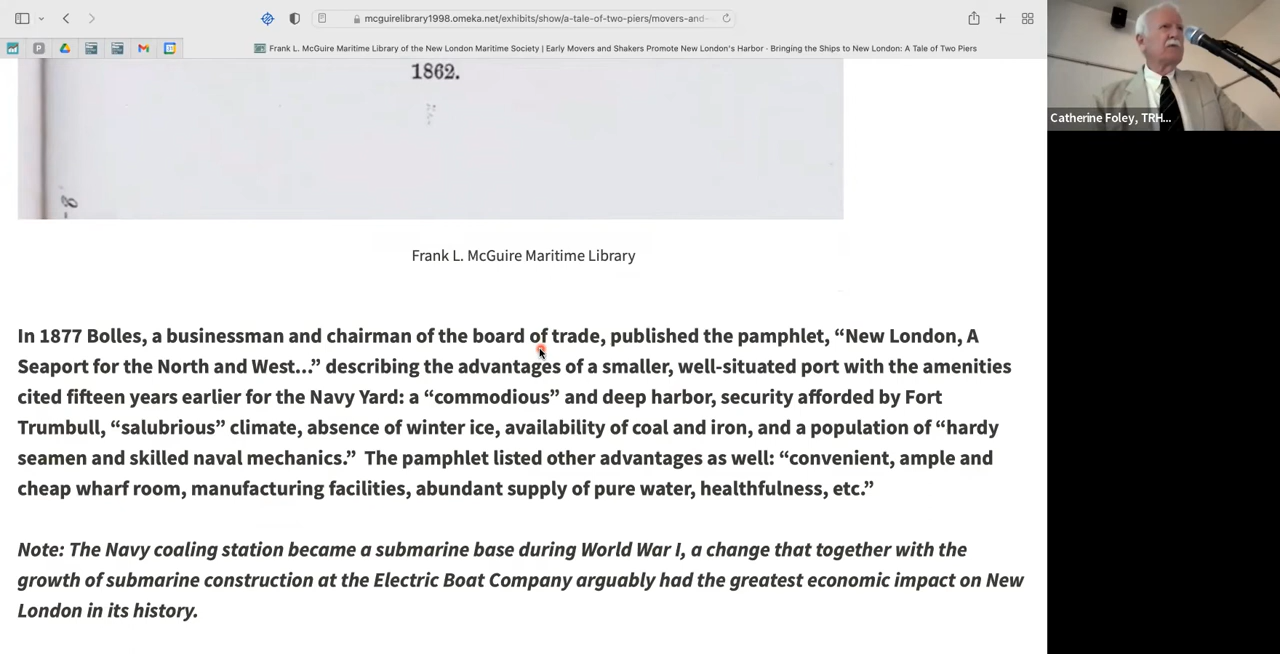 mcguirelibrary1998.omeka.net/exhibits/show/a-tale-of-two-piers/movers-and-
Frank L. McGuire Maritime Library of the New London Maritime Society | Early Movers and Shakers Promote New London's Harbor · Bringing the Ships to New London: A Tale of Two Piers
Catherine Foley, TRH...
1862.
Frank L. McGuire Maritime Library
In 1877 Bolles, a businessman and chairman of the board of trade, published the pamphlet, “New London, A
Seaport for the North and West...” describing the advantages of a smaller, well-situated port with the amenities
cited fifteen years earlier for the Navy Yard: a “commodious” and deep harbor, security afforded by Fort
Trumbull, “salubrious” climate, absence of winter ice, availability of coal and iron, and a population of “hardy
seamen and skilled naval mechanics.”  The pamphlet listed other advantages as well: “convenient, ample and
cheap wharf room, manufacturing facilities, abundant supply of pure water, healthfulness, etc.”
Note: The Navy coaling station became a submarine base during World War I, a change that together with the
growth of submarine construction at the Electric Boat Company arguably had the greatest economic impact on New
London in its history.